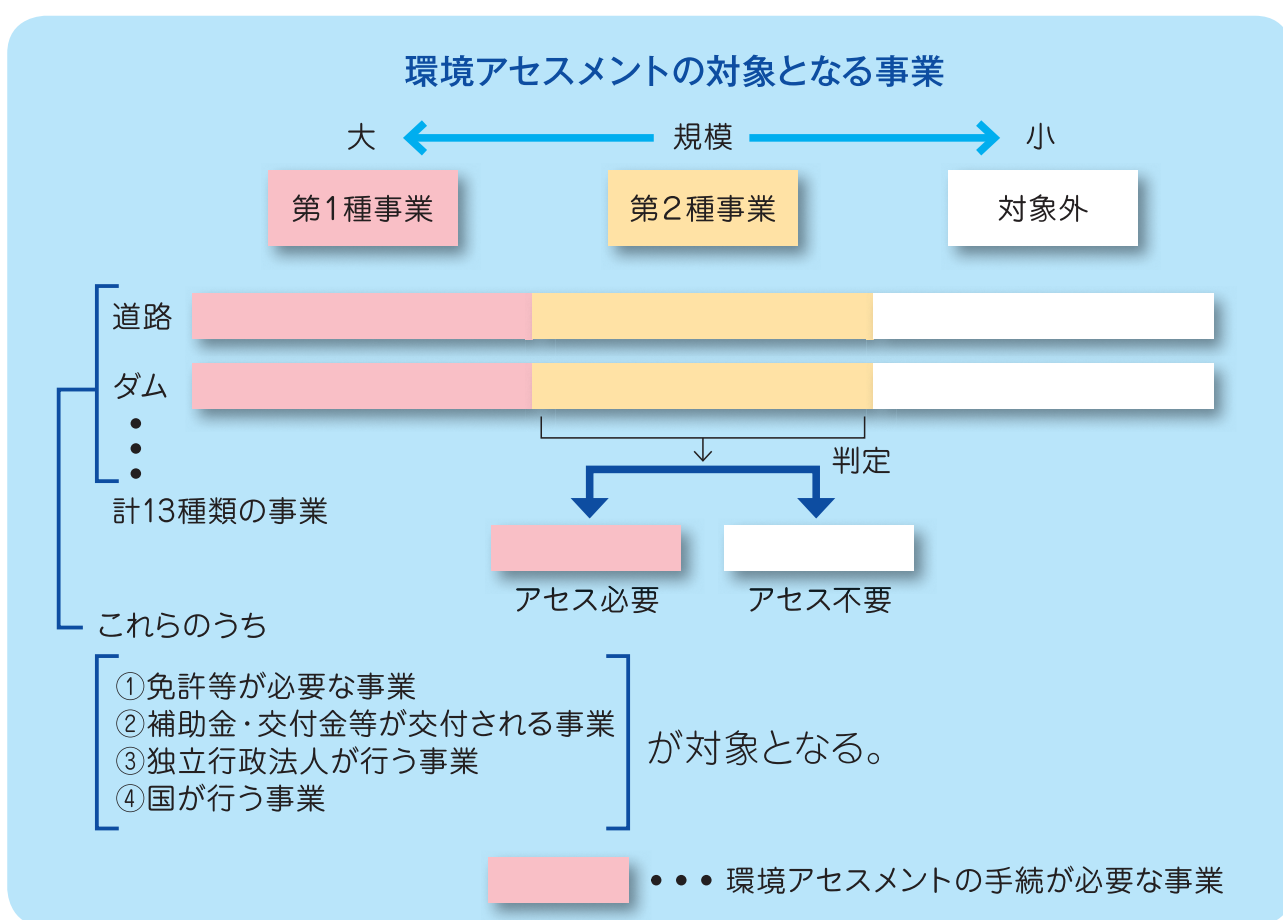 環境アセスメントの対象となる事業
大 規模 小
第1種事業 第2種事業 対象外
道路
ダム
•
•
•
判定
計13種類の事業
アセス必要 アセス不要
これらのうち
①免許等が必要な事業
②補助金・交付金等が交付される事業
③独立行政法人が行う事業
④国が行う事業
が対象となる。
•••環境アセスメントの手続が必要な事業